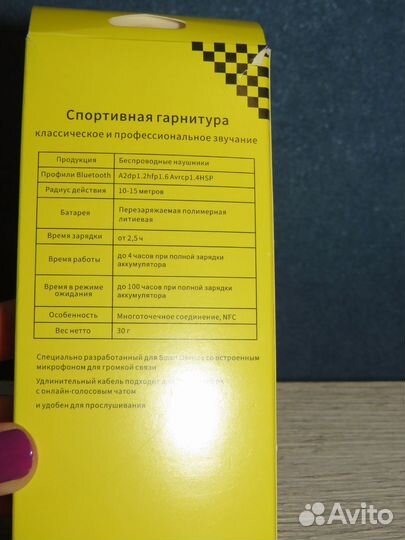 Спортивная гарнитура
классическое и профессиональное звучание
Продукция Беспроводные наушники
Профили Bluetooth A2dp1.2hfp1.6 Avrcp1.4HSP
Радиус действия 10-15 метров
Батарея Перезаряжаемая полимерная
литиевая
Время зарядки от 2,5 ч
Время работы до 4 часов при полной зарядки
аккумулятора
Время в режиме
ожидания до 100 часов при полной зарядки
аккумулятора
Особенность Многоточечное соединение, NFC
Вес нетто 30 г
Специально разработанный для со встроенным
микрофоном для громкой связи
Удлинительный кабель подходит
с онлайн-голосовым чатом
и удобен для прослушивания
Avito